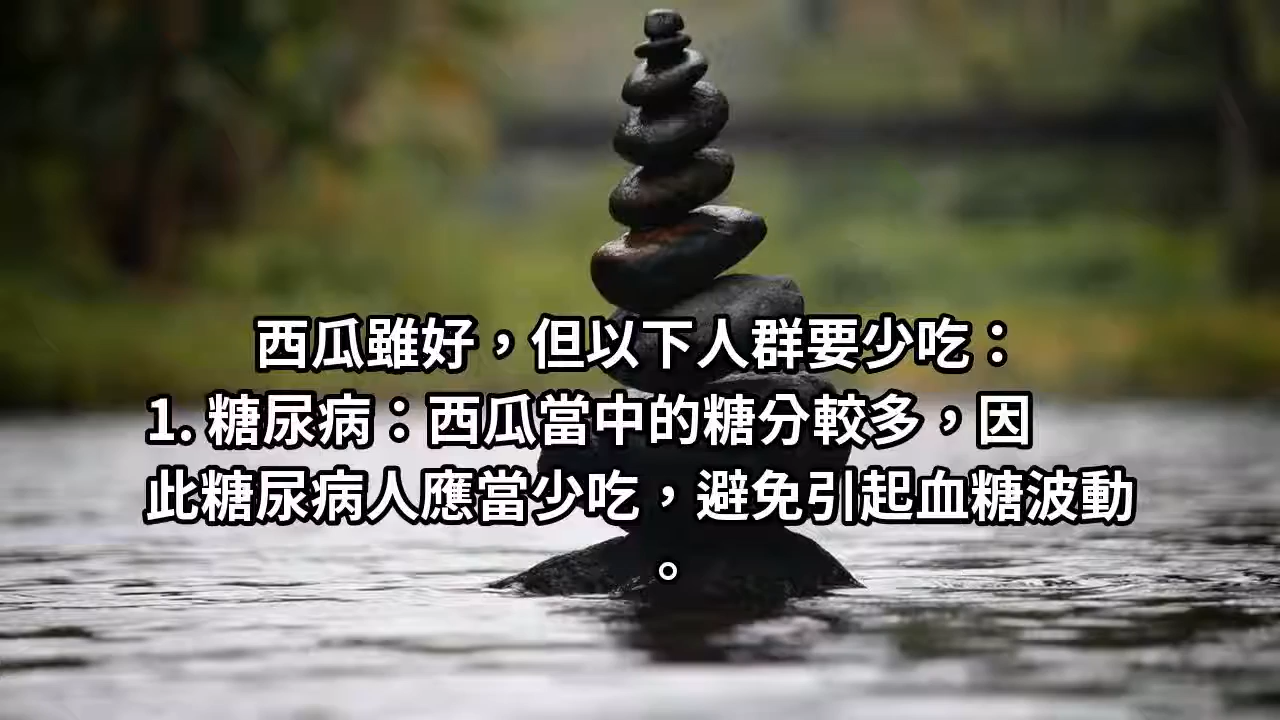 西瓜雖好，但以下人群要少吃：
1. 糖尿病：西瓜當中的糖分較多，因
此糖尿病人應當少吃，避免引起血糖波動
。